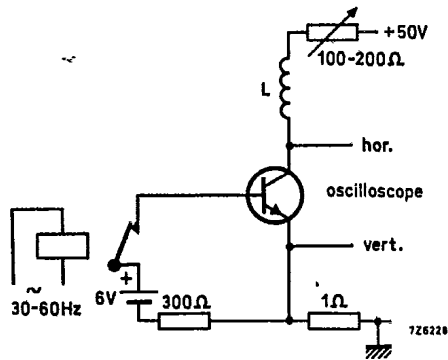 +50V
100-200Ω
L
hor.
oscilloscope
vert.
+
6V
300Ω
1Ω
~
30-60Hz
7Z6228